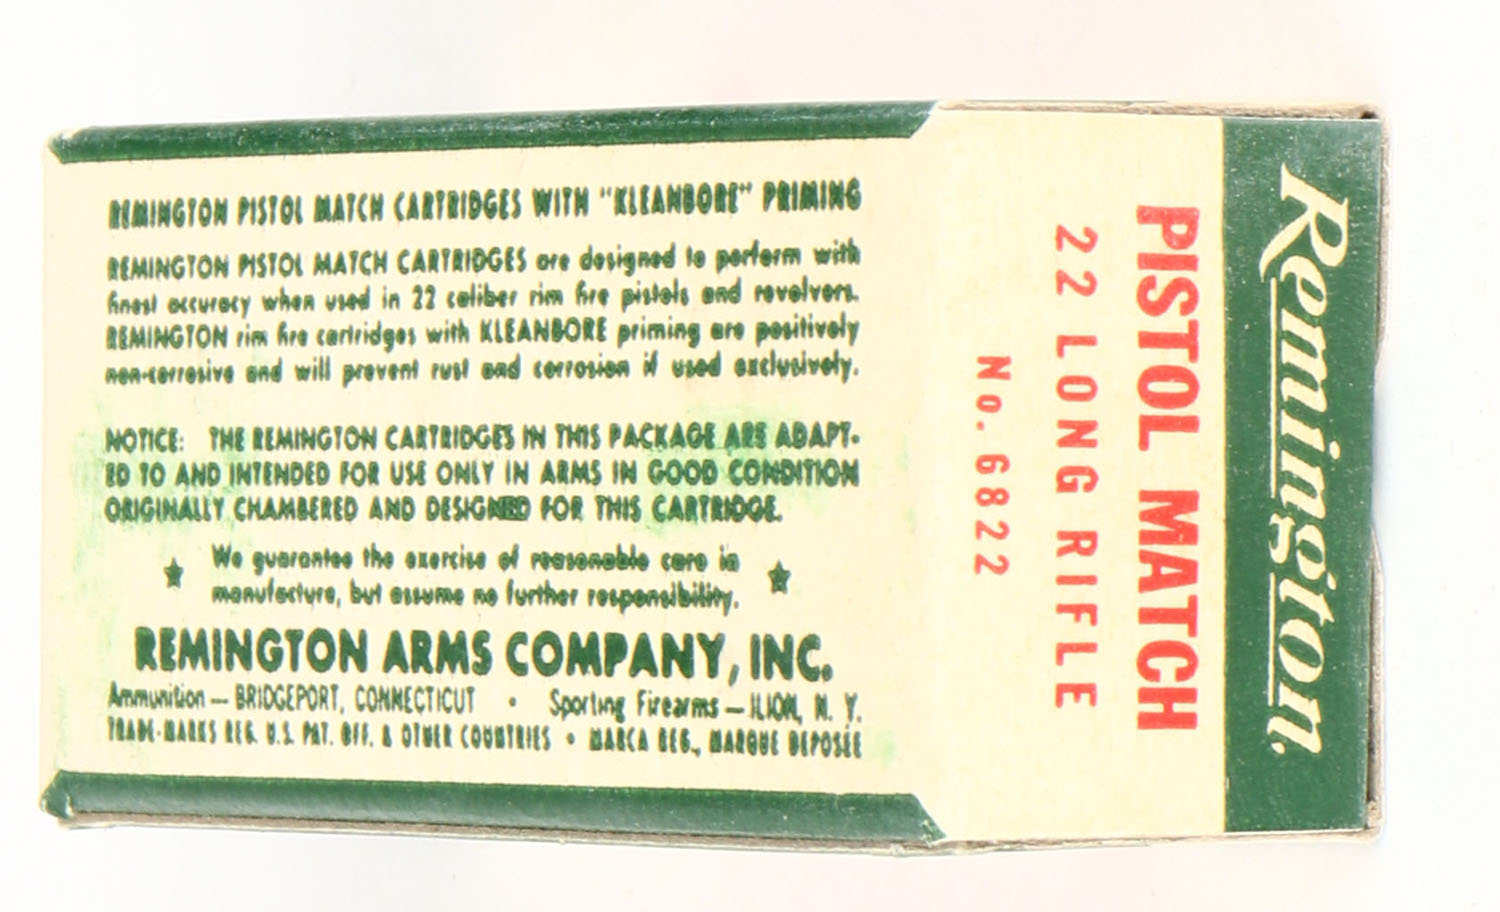 REMINGTON PISTOL MATCH CARTRIDGES WITH "KLEANBORE" PRIMING
REMINGTON PISTOL MATCH CARTRIDGES are designed to perform with
finest accuracy when used in 22 caliber rim fire pistols and revolvers.
REMINGTON rim fire cartridges with KLEANBORE priming are positively
non-corrosive and will prevent rust and corrosion if used exclusively.
NOTICE: THE REMINGTON CARTRIDGES IN THIS PACKAGE ARE ADAPT-
ED TO AND INTENDED FOR USE ONLY IN ARMS IN GOOD CONDITION
ORIGINALLY CHAMBERED AND DESIGNED FOR THIS CARTRIDGE.
We guarantee the exercise of reasonable care in
manufacture, but assume no further responsibility.
REMINGTON ARMS COMPANY, INC.
Ammunition — BRIDGEPORT, CONNECTICUT • Sporting Firearms — ILION, N. Y.
TRADE-MARKS REG. U.S. PAT. OFF. & OTHER COUNTRIES • MARCA REG., MARQUE DEPOSÉE
Remington.
PISTOL MATCH
22 LONG RIFLE
No. 6822